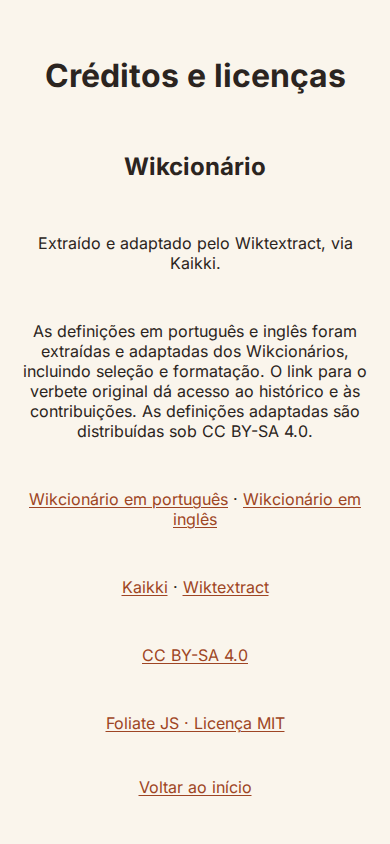 Créditos e licenças
Wikcionário
Extraído e adaptado pelo Wiktextract, via
Kaikki.
As definições em português e inglês foram
extraídas e adaptadas dos Wikcionários,
incluindo seleção e formatação. O link para o
verbete original dá acesso ao histórico e às
contribuições. As definições adaptadas são
distribuídas sob CC BY-SA 4.0.
Wikcionário em português · Wikcionário em
inglês
Kaikki · Wiktextract
CC BY-SA 4.0
Foliate JS · Licença MIT
Voltar ao início